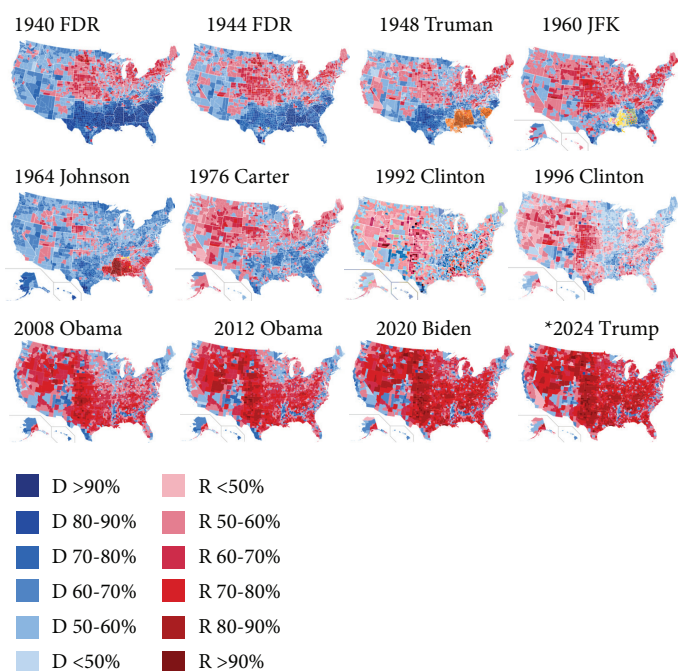 1940 FDR 1944 FDR 1948 Truman 1960 JFK
1964 Johnson 1976 Carter 1992 Clinton 1996 Clinton
2008 Obama 2012 Obama 2020 Biden *2024 Trump
D >90% R <50%
D 80-90% R 50-60%
D 70-80% R 60-70%
D 60-70% R 70-80%
D 50-60% R 80-90%
D <50% R >90%